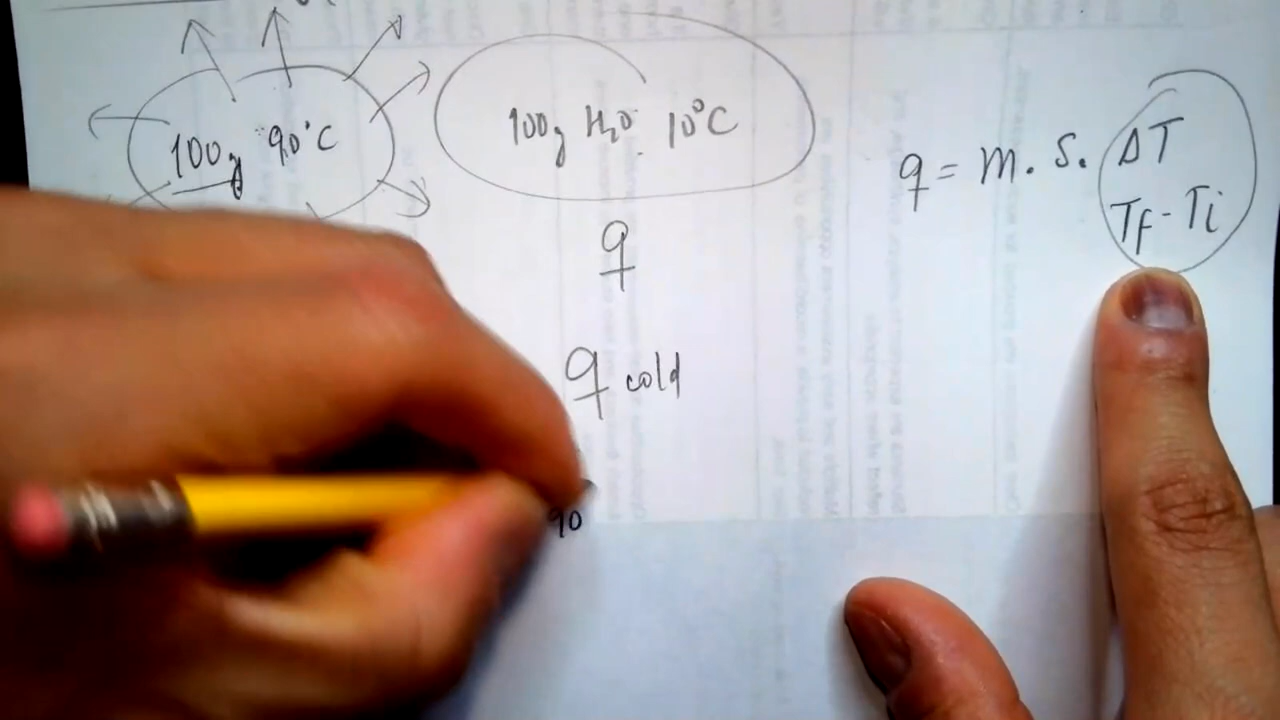 100g 90°C
100g H₂O 10°C
q = m. s. ΔT
Tf - Ti
q
q cold
90